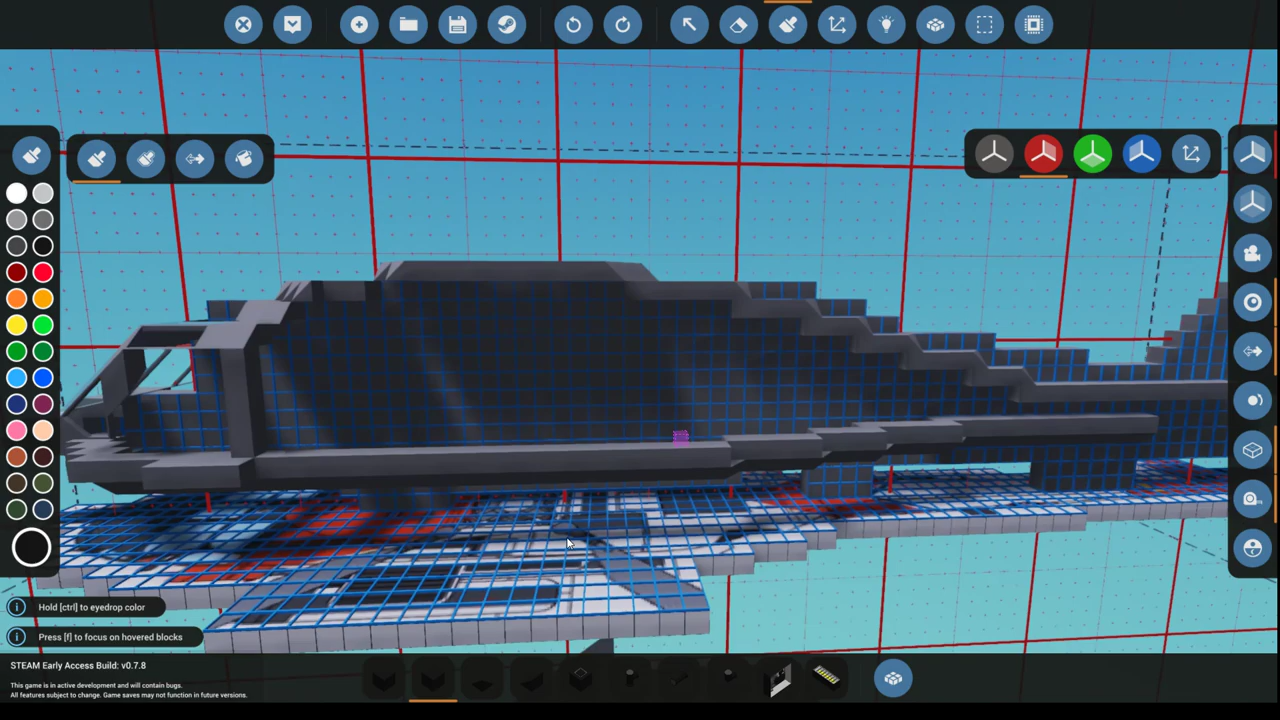 Hold [ctrl] to eyedrop color
Press [f] to focus on hovered blocks
STEAM Early Access Build: v0.7.8
This game is in active development and will contain bugs.
All features subject to change. Game saves may not function in future versions.